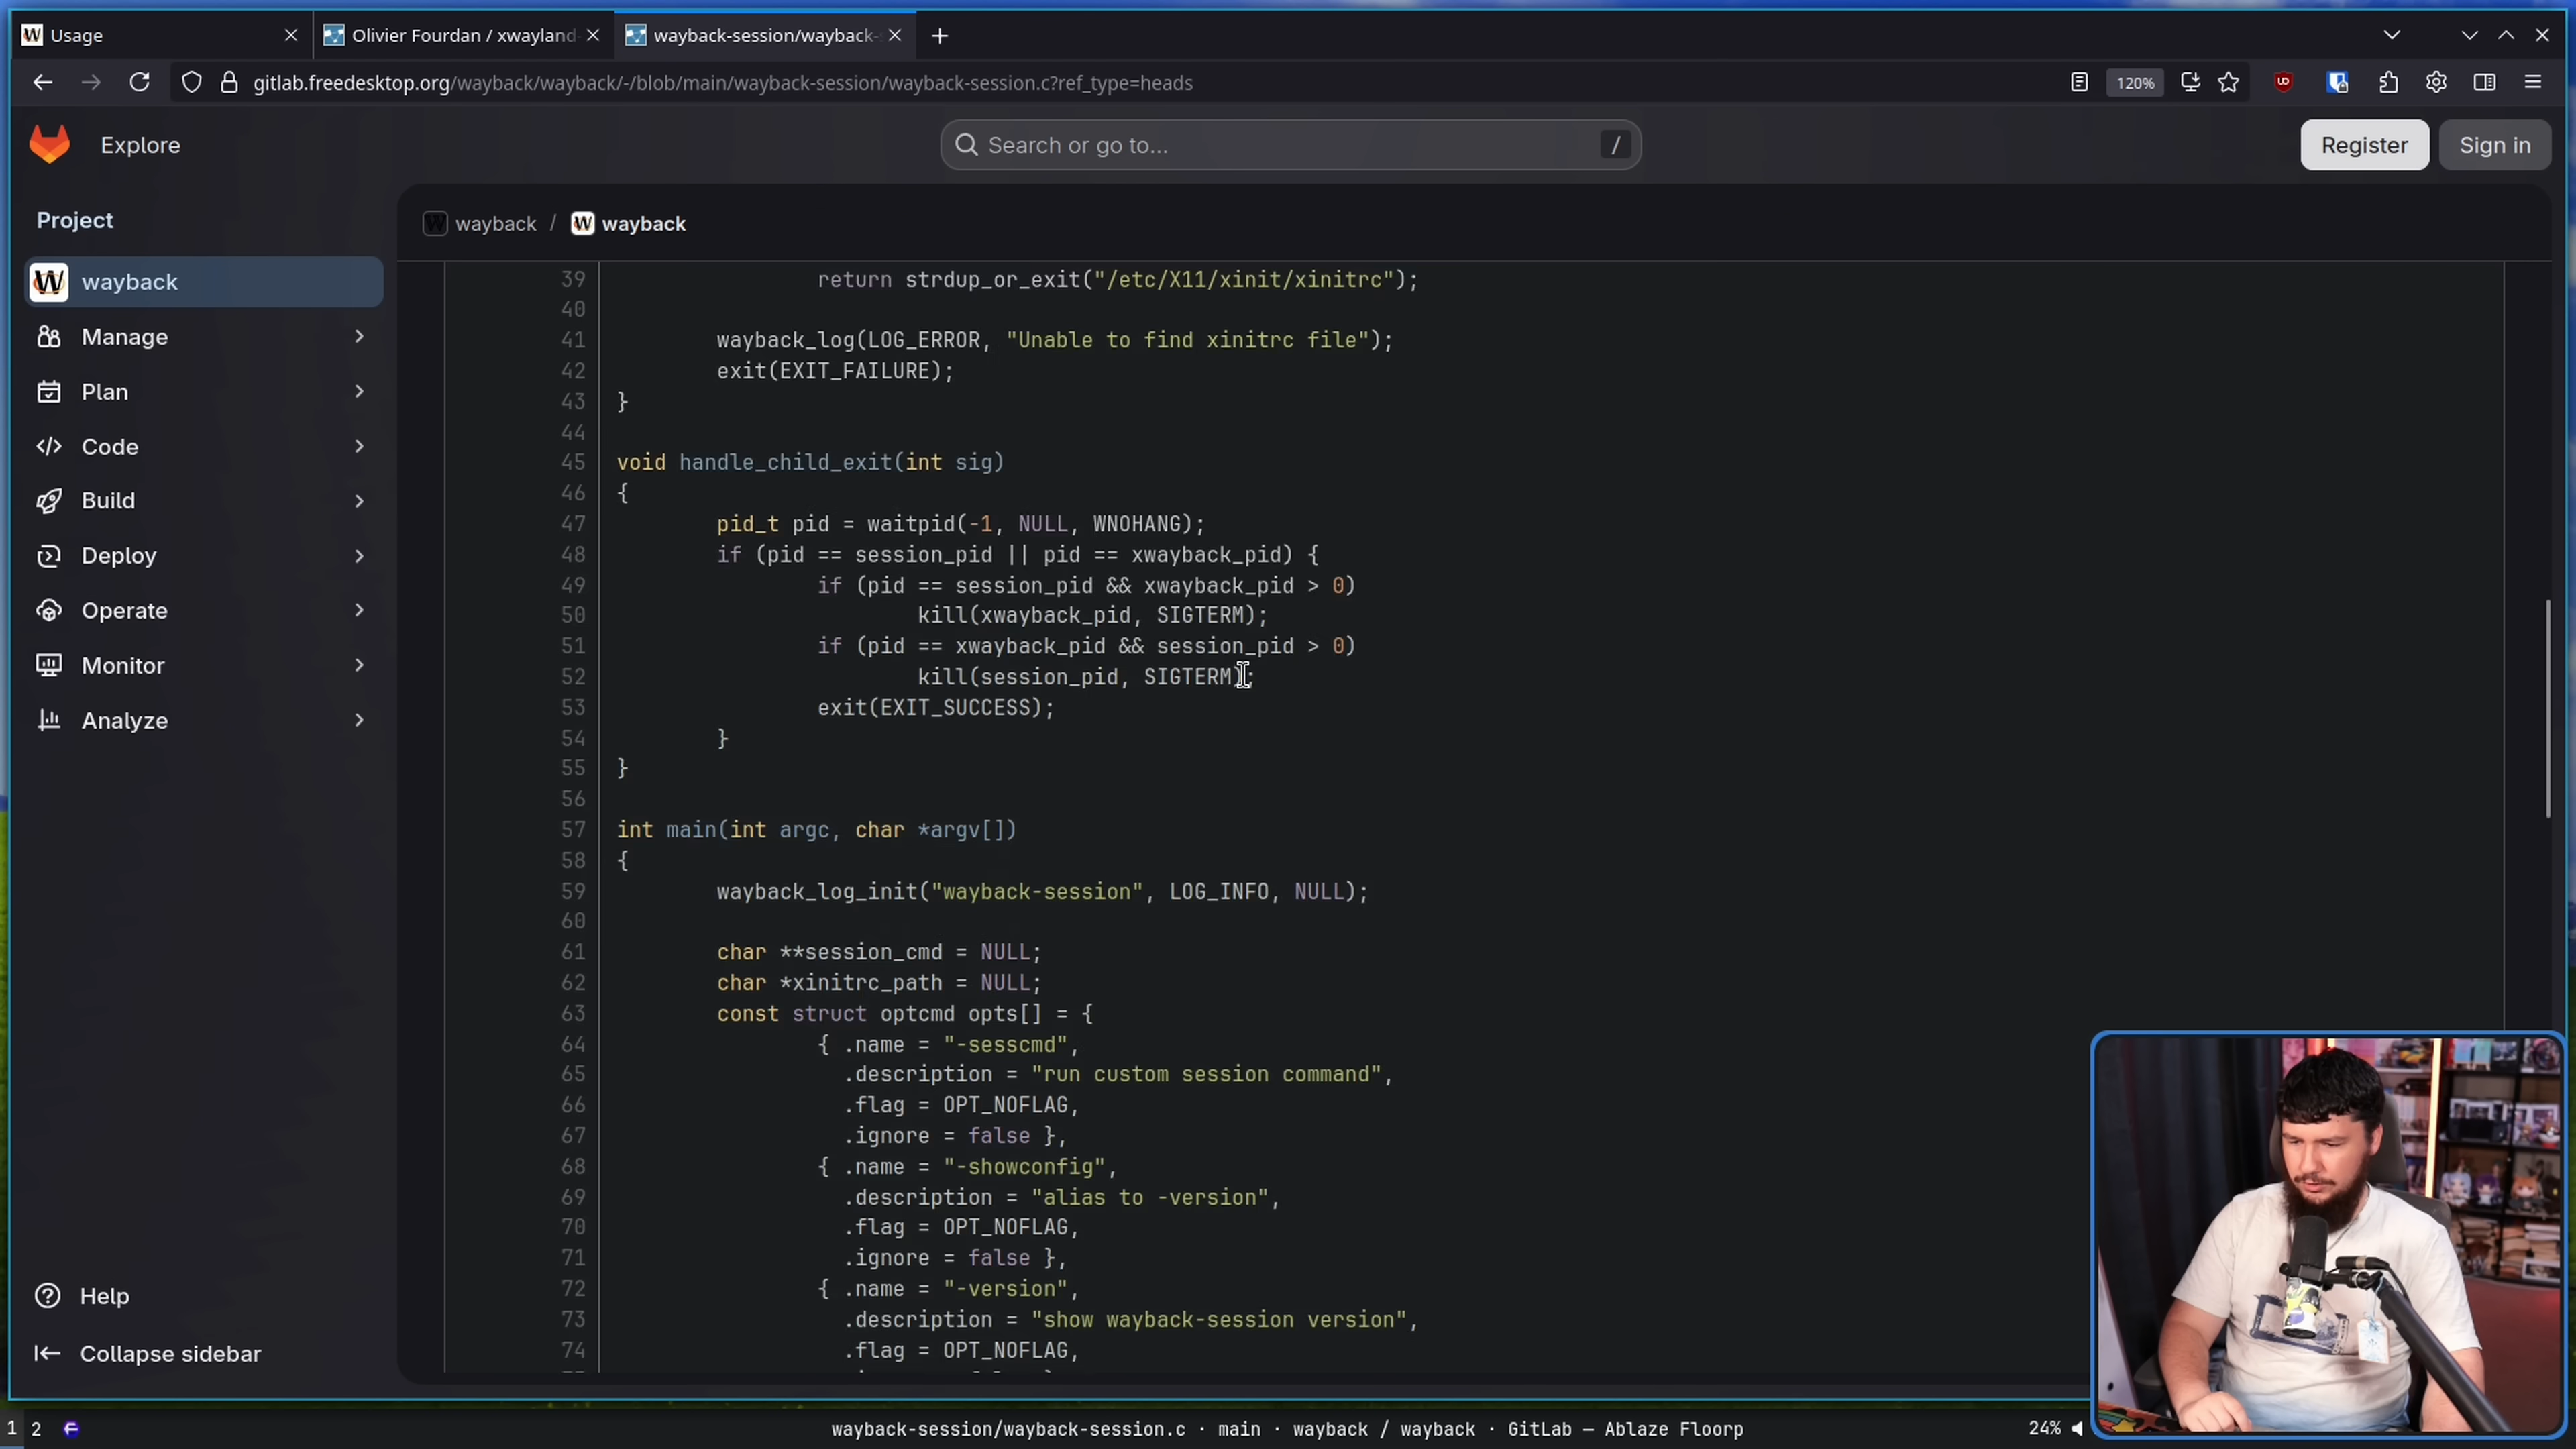 Usage
Olivier Fourdan / xwayland-
wayback-session/wayback-s
gitlab.freedesktop.org/wayback/wayback/-/blob/main/wayback-session/wayback-session.c?ref_type=heads
120%
Explore
Search or go to...
/
Register
Sign in
Project
wayback
Manage
Plan
Code
Build
Deploy
Operate
Monitor
Analyze
Help
Collapse sidebar
wayback / wayback
39 return strdup_or_exit("/etc/X11/xinit/xinitrc");
40
41 wayback_log(LOG_ERROR, "Unable to find xinitrc file");
42 exit(EXIT_FAILURE);
43 }
44
45 void handle_child_exit(int sig)
46 {
47 pid_t pid = waitpid(-1, NULL, WNOHANG);
48 if (pid == session_pid || pid == xwayback_pid) {
49 if (pid == session_pid && xwayback_pid > 0)
50 kill(xwayback_pid, SIGTERM);
51 if (pid == xwayback_pid && session_pid > 0)
52 kill(session_pid, SIGTERM);
53 exit(EXIT_SUCCESS);
54 }
55 }
56
57 int main(int argc, char *argv[])
58 {
59 wayback_log_init("wayback-session", LOG_INFO, NULL);
60
61 char **session_cmd = NULL;
62 char *xinitrc_path = NULL;
63 const struct optcmd opts[] = {
64 { .name = "-sesscmd",
65 .description = "run custom session command",
66 .flag = OPT_NOFLAG,
67 .ignore = false },
68 { .name = "-showconfig",
69 .description = "alias to -version",
70 .flag = OPT_NOFLAG,
71 .ignore = false },
72 { .name = "-version",
73 .description = "show wayback-session version",
74 .flag = OPT_NOFLAG,
1 2
wayback-session/wayback-session.c · main · wayback / wayback · GitLab — Ablaze Floorp
24%